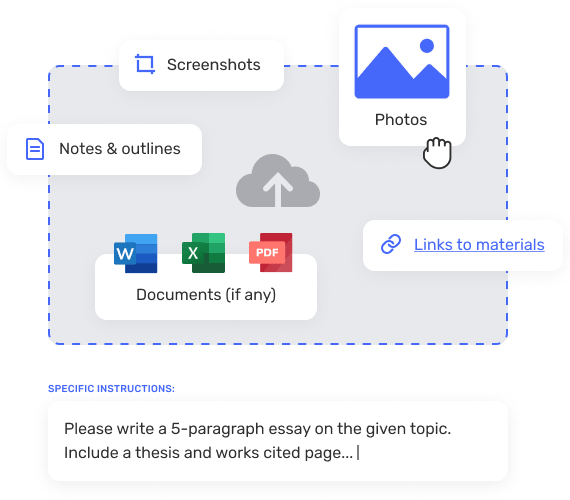 Screenshots
Photos
Notes & outlines
Links to materials
W
X
PDF
Documents (if any)
SPECIFIC INSTRUCTIONS:
Please write a 5-paragraph essay on the given topic.
Include a thesis and works cited page...